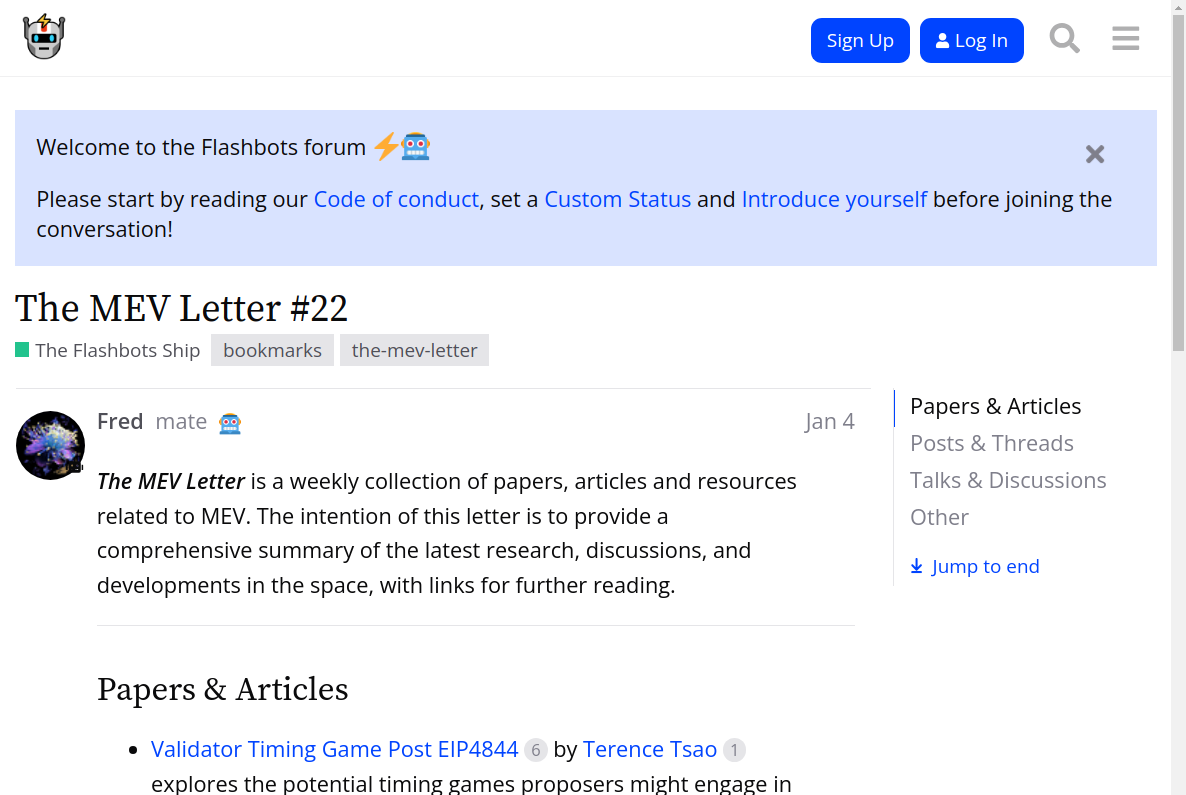 Sign Up
Log In
Welcome to the Flashbots forum
Please start by reading our Code of conduct, set a Custom Status and Introduce yourself before joining the
conversation!
The MEV Letter #22
The Flashbots Ship bookmarks the-mev-letter
Fred mate Jan 4
The MEV Letter is a weekly collection of papers, articles and resources
related to MEV. The intention of this letter is to provide a
comprehensive summary of the latest research, discussions, and
developments in the space, with links for further reading.
Papers & Articles
Validator Timing Game Post EIP4844 6 by Terence Tsao 1
explores the potential timing games proposers might engage in
Papers & Articles
Posts & Threads
Talks & Discussions
Other
Jump to end